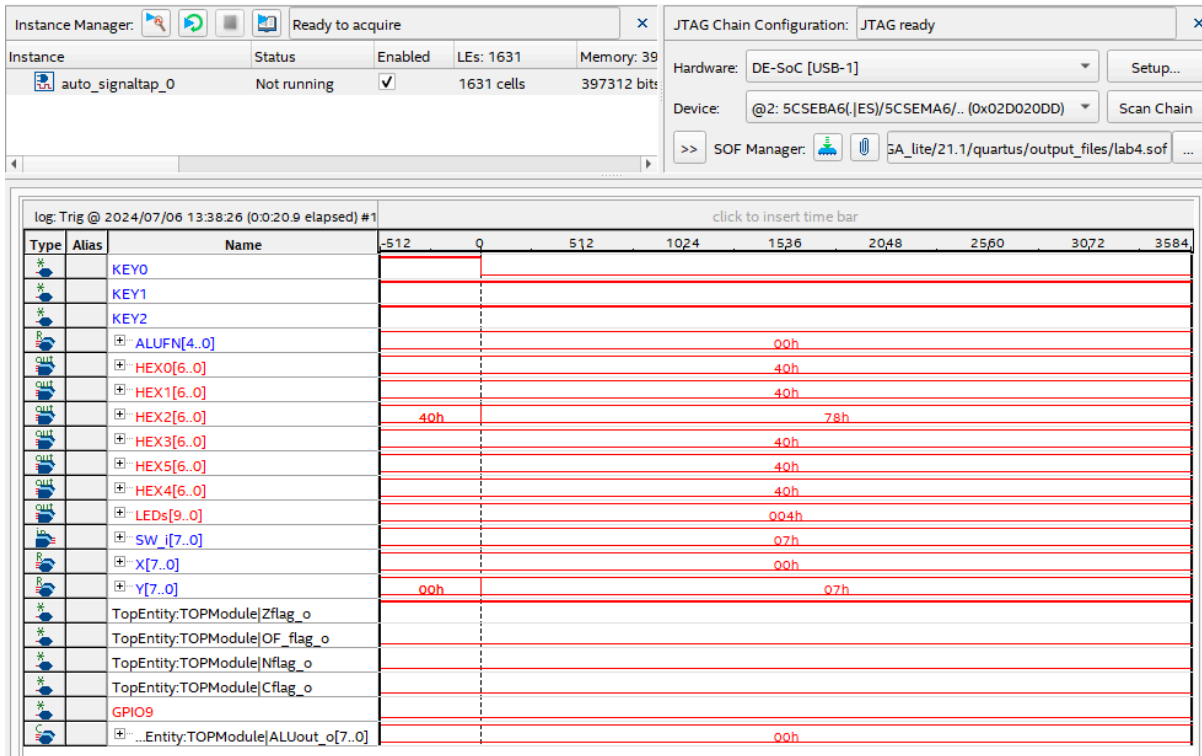 Instance Manager: Ready to acquire
Instance Status Enabled LEs: 1631 Memory: 39
auto_signaltap_0 Not running 1631 cells 397312 bits
JTAG Chain Configuration: JTAG ready
Hardware: DE-SoC [USB-1] Setup...
Device: @2: 5CSEBA6(.|ES)/5CSEMA6/.. (0x02D020DD) Scan Chain
>> SOF Manager: GA_lite/21.1/quartus/output_files/lab4.sof ...
log: Trig @ 2024/07/06 13:38:26 (0:0:20.9 elapsed) #1 click to insert time bar
Type Alias Name -512 0 512 1024 1536 2048 2560 3072 3584
KEY0
KEY1
KEY2
ALUFN[4..0] 00h
HEX0[6..0] 40h
HEX1[6..0] 40h
HEX2[6..0] 40h 78h
HEX3[6..0] 40h
HEX5[6..0] 40h
HEX4[6..0] 40h
LEDs[9..0] 004h
SW_i[7..0] 07h
X[7..0] 00h
Y[7..0] 00h 07h
TopEntity:TOPModule|Zflag_o
TopEntity:TOPModule|OF_flag_o
TopEntity:TOPModule|Nflag_o
TopEntity:TOPModule|Cflag_o
GPIO9
...Entity:TOPModule|ALUout_o[7..0] 00h